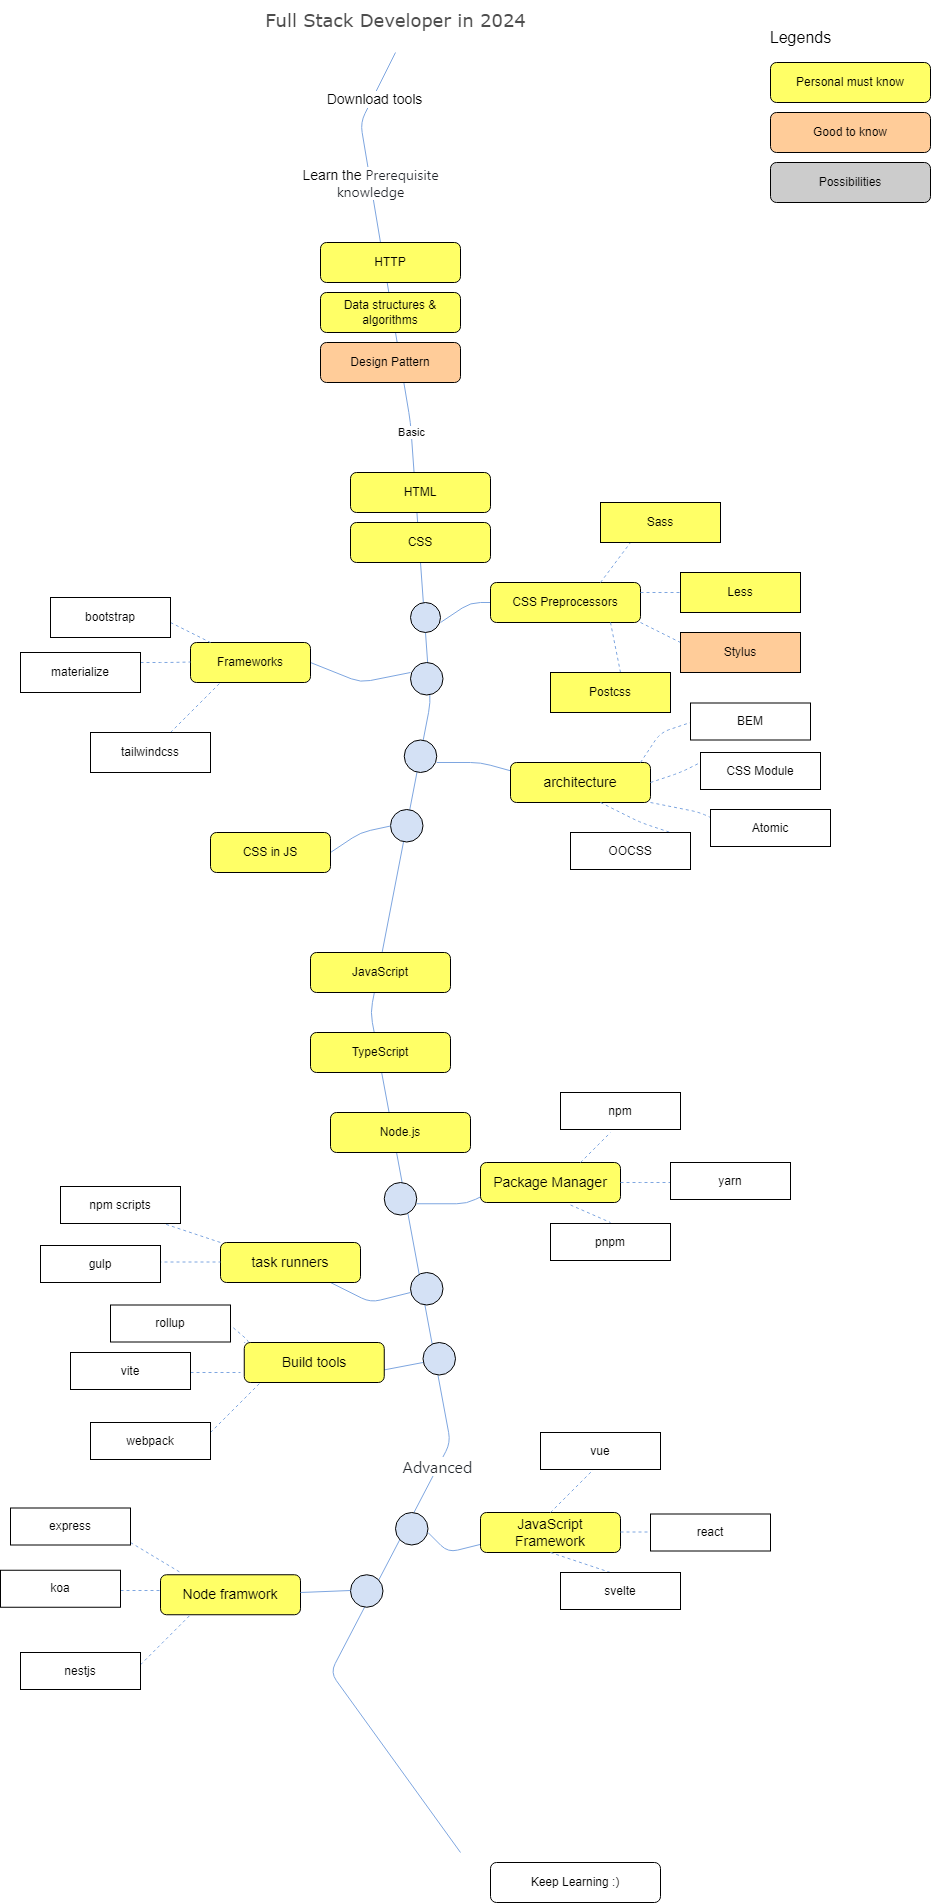 Full Stack Developer in 2024
Legends
Personal must know
Good to know
Possibilities
Download tools
Learn the Prerequisite
knowledge
HTTP
Data structures &
algorithms
Design Pattern
Basic
HTML
CSS
Sass
CSS Preprocessors
Less
Stylus
Postcss
bootstrap
Frameworks
materialize
tailwindcss
BEM
architecture
CSS Module
Atomic
OOCSS
CSS in JS
JavaScript
TypeScript
Node.js
npm
Package Manager
yarn
pnpm
npm scripts
task runners
gulp
rollup
Build tools
vite
webpack
Advanced
vue
JavaScript
Framework
react
svelte
express
koa
Node framwork
nestjs
Keep Learning :)